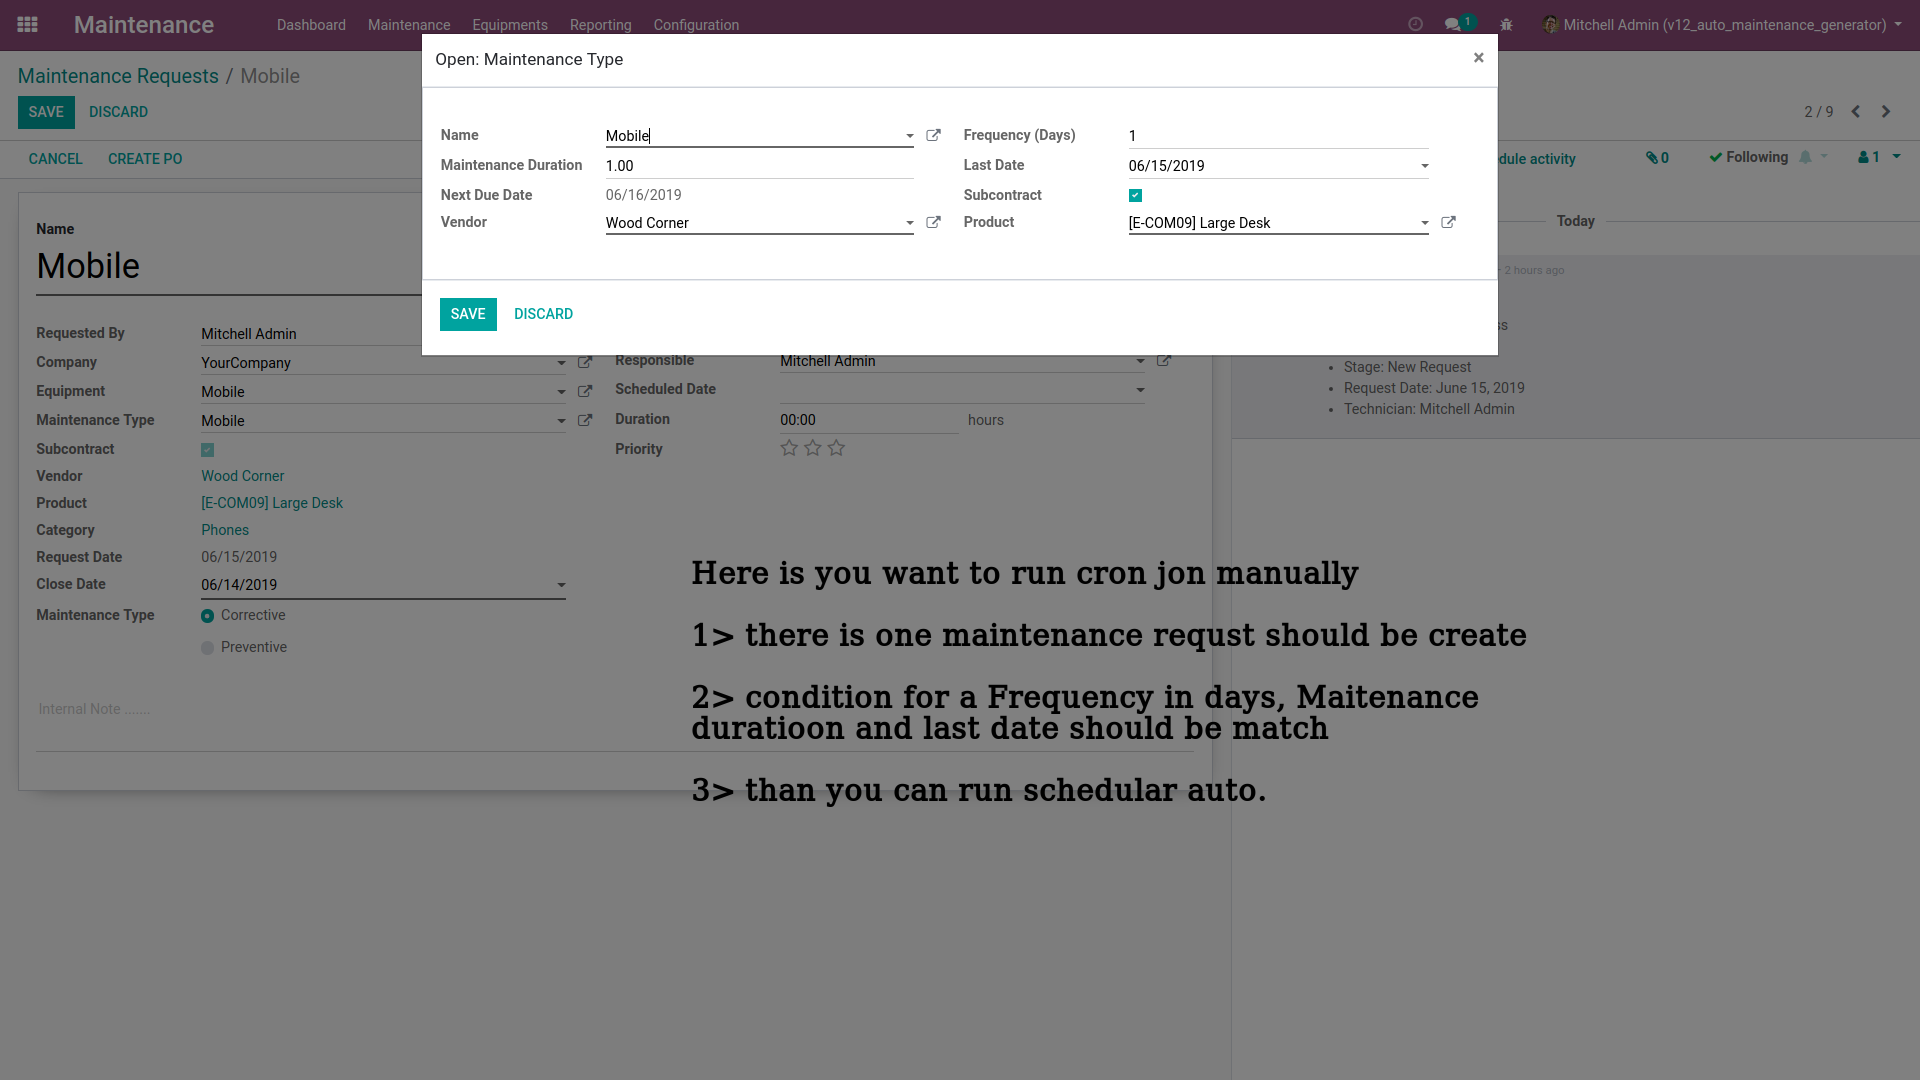 Maintenance
Dashboard Maintenance Equipments Reporting Configuration
1 Mitchell Admin (v12_auto_maintenance_generator)
Maintenance Requests / Mobile
SAVE DISCARD
2 / 9
CANCEL CREATE PO
dule activity 0 Following 1
Open: Maintenance Type ×
Name Mobile Frequency (Days) 1
Maintenance Duration 1.00 Last Date 06/15/2019
Next Due Date 06/16/2019 Subcontract
Vendor Wood Corner Product [E-COM09] Large Desk
SAVE DISCARD
Name
Mobile
Requested By Mitchell Admin
Company YourCompany Responsible Mitchell Admin
Equipment Mobile Scheduled Date
Maintenance Type Mobile Duration 00:00 hours
Subcontract Priority
Vendor Wood Corner
Product [E-COM09] Large Desk
Category Phones
Request Date 06/15/2019
Close Date 06/14/2019
Maintenance Type Corrective
Preventive
Internal Note .......
Today
- 2 hours ago
ss
Stage: New Request
Request Date: June 15, 2019
Technician: Mitchell Admin
Here is you want to run cron jon manually
1> there is one maintenance requst should be create
2> condition for a Frequency in days, Maitenance
duratioon and last date should be match
3> than you can run schedular auto.